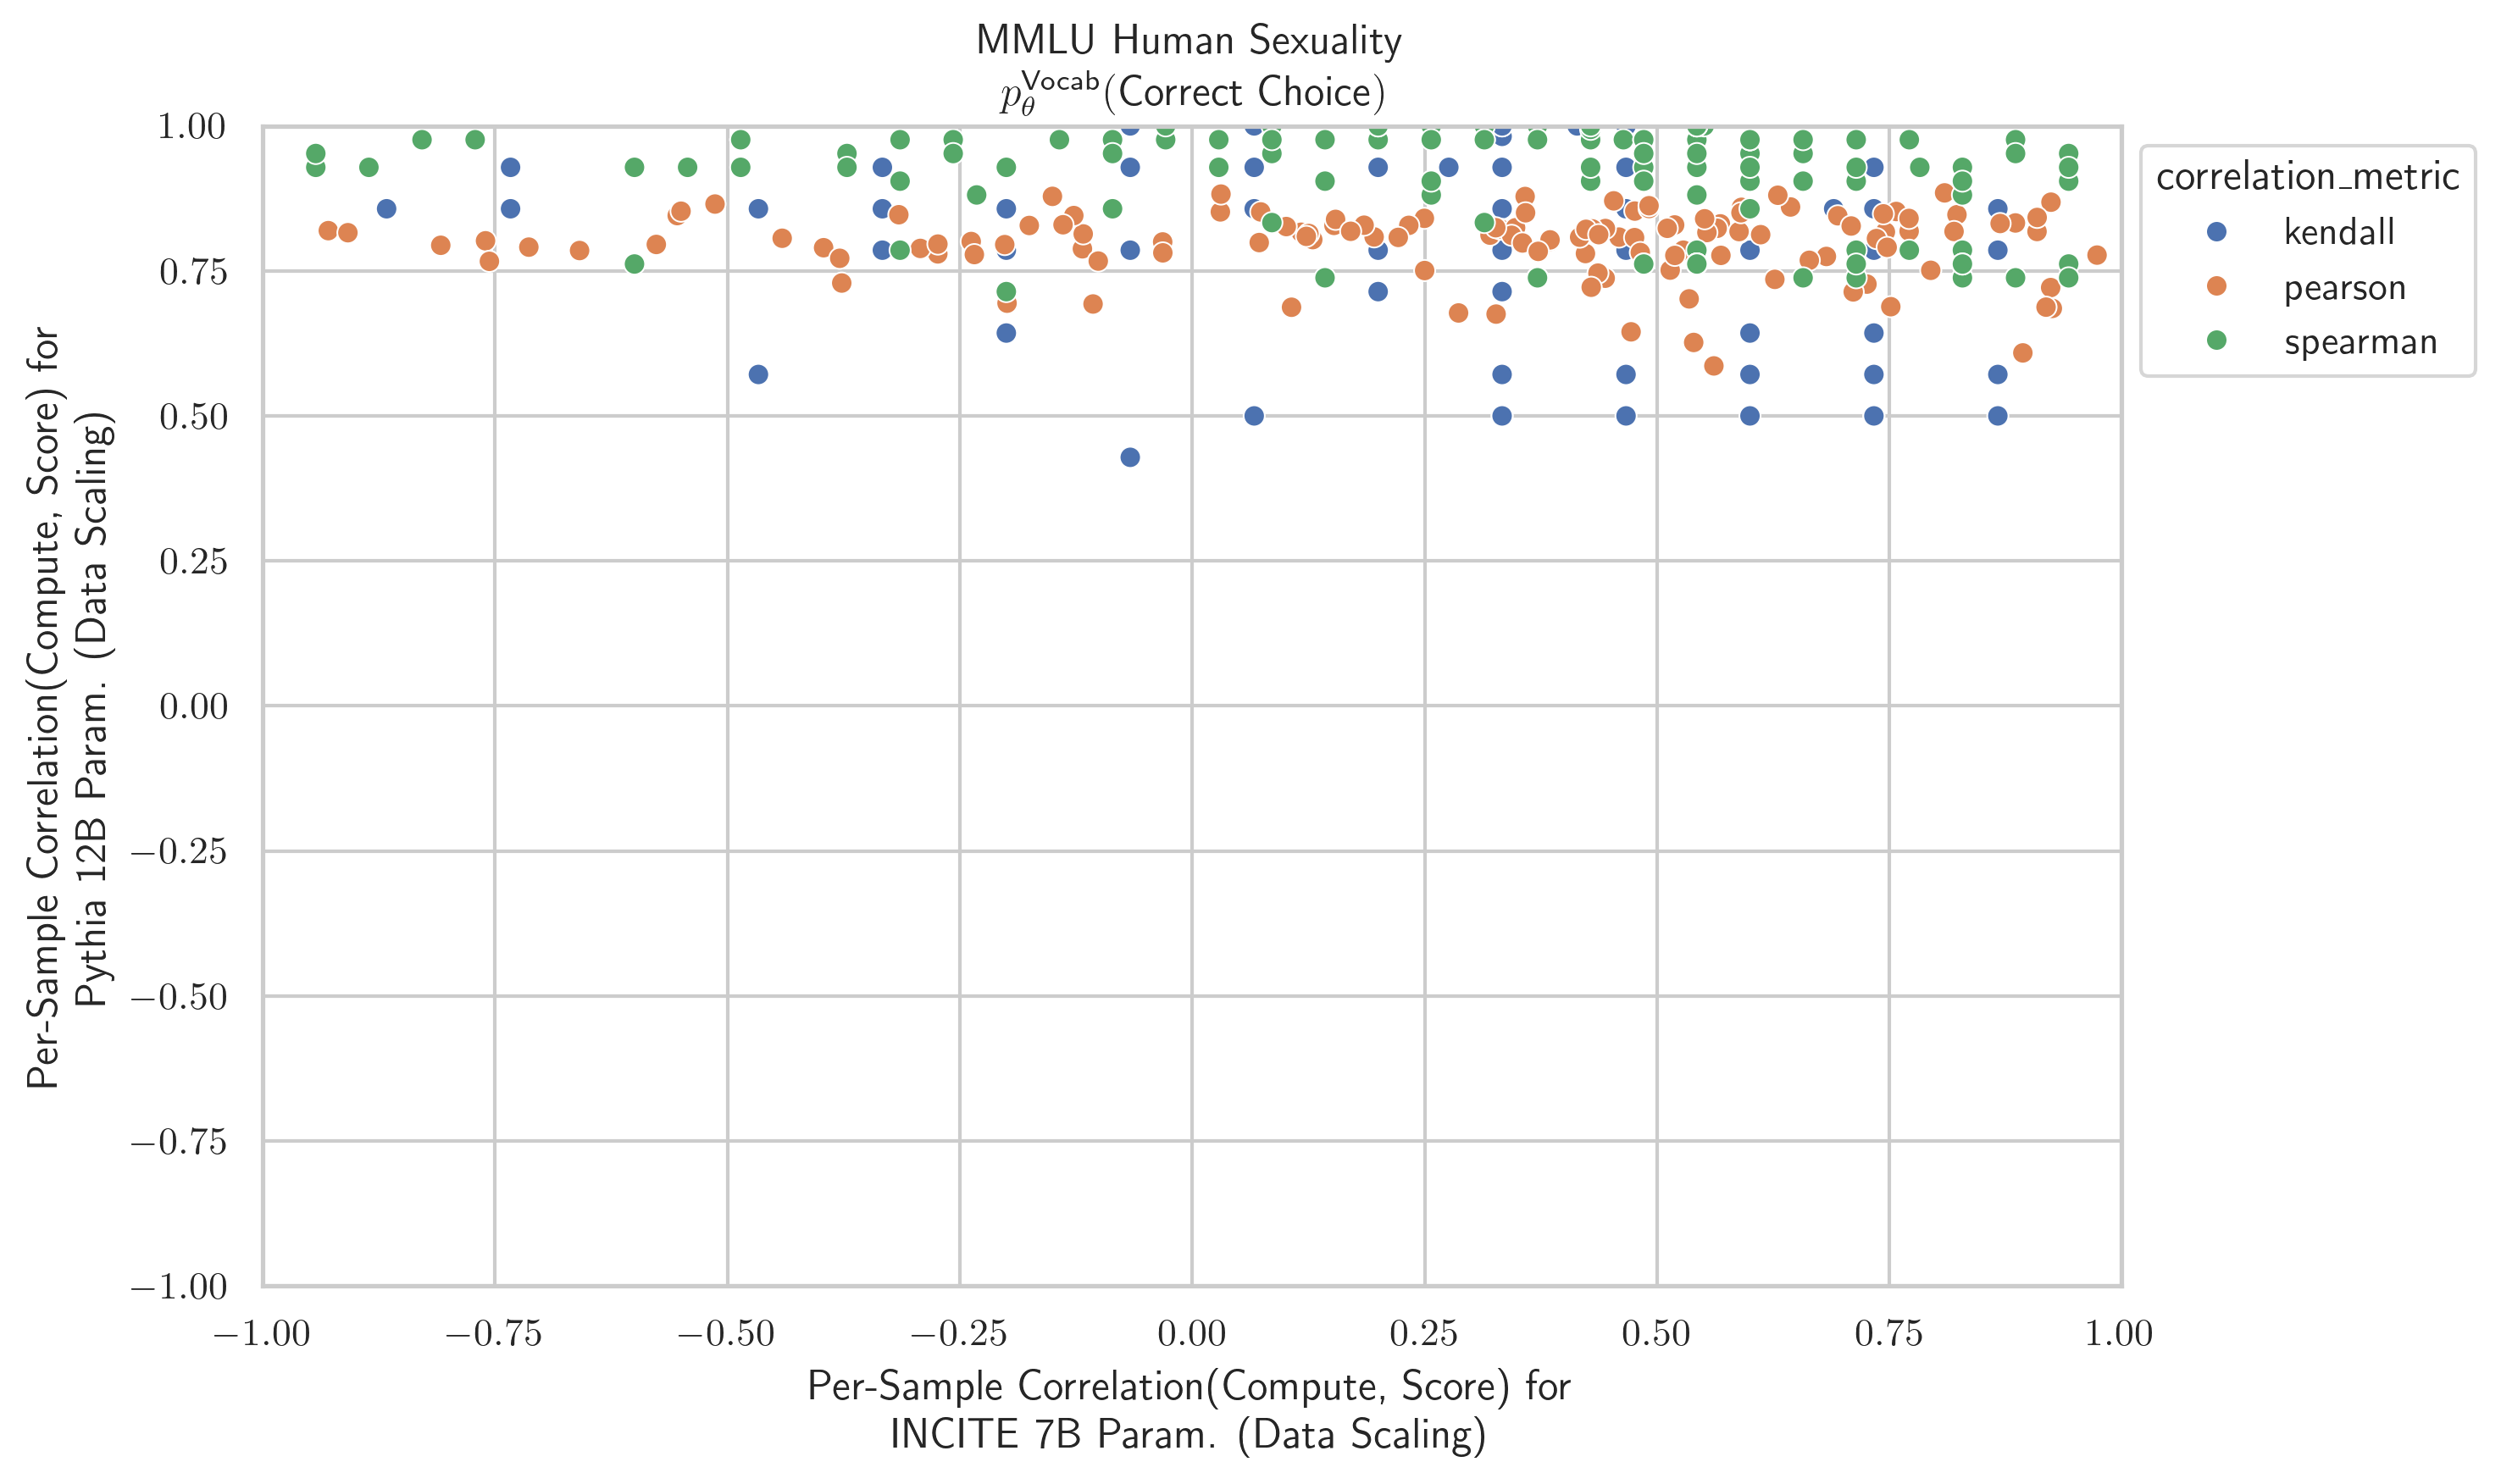 MMLU Human Sexuality
p_θ^Vocab(Correct Choice)
1.00
0.75
0.50
0.25
0.00
−0.25
−0.50
−0.75
−1.00
Per-Sample Correlation(Compute, Score) for
Pythia 12B Param. (Data Scaling)
−1.00
−0.75
−0.50
−0.25
0.00
0.25
0.50
0.75
1.00
Per-Sample Correlation(Compute, Score) for
INCITE 7B Param. (Data Scaling)
correlation_metric
kendall
pearson
spearman